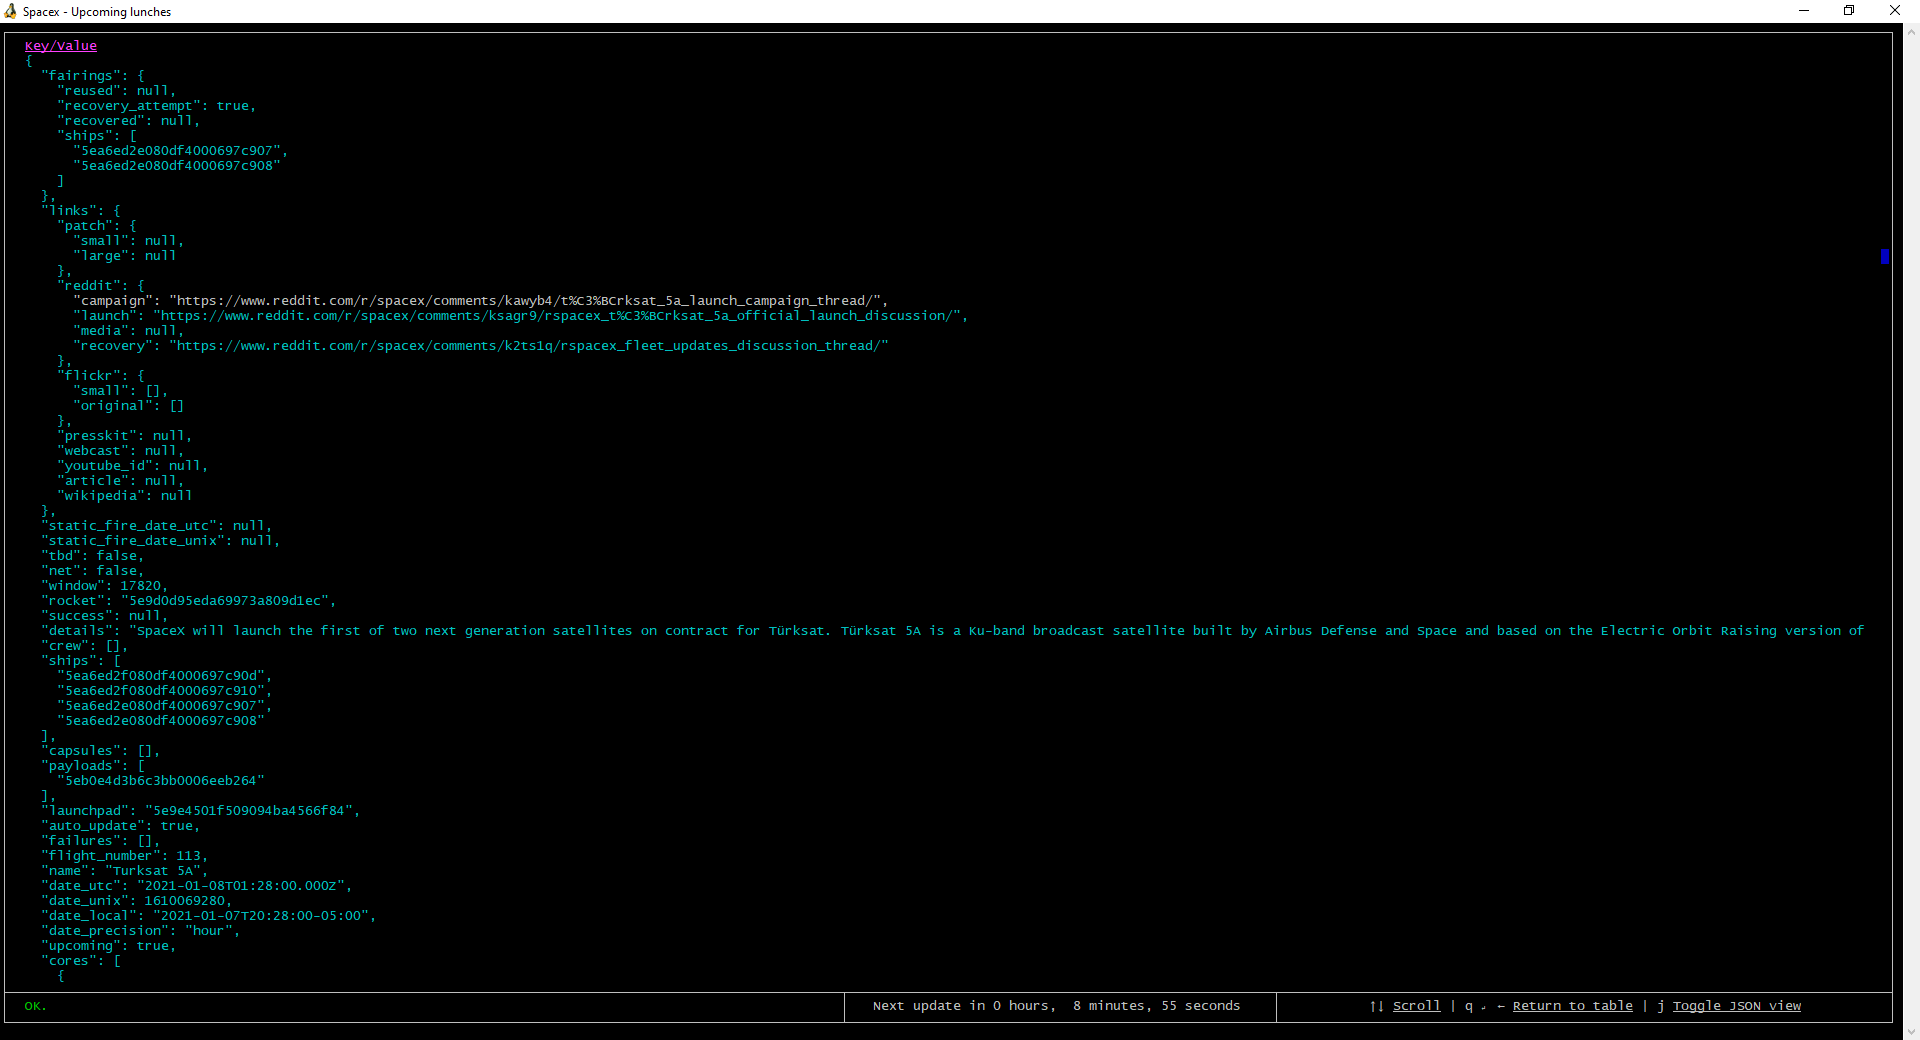 Spacex - Upcoming lunches
Key/Value
{
  "fairings": {
    "reused": null,
    "recovery_attempt": true,
    "recovered": null,
    "ships": [
      "5ea6ed2e080df4000697c907",
      "5ea6ed2e080df4000697c908"
    ]
  },
  "links": {
    "patch": {
      "small": null,
      "large": null
    },
    "reddit": {
      "campaign": "https://www.reddit.com/r/spacex/comments/kawyb4/t%C3%BCrksat_5a_launch_campaign_thread/",
      "launch": "https://www.reddit.com/r/spacex/comments/ksagr9/rspacex_t%C3%BCrksat_5a_official_launch_discussion/",
      "media": null,
      "recovery": "https://www.reddit.com/r/spacex/comments/k2ts1q/rspacex_fleet_updates_discussion_thread/"
    },
    "flickr": {
      "small": [],
      "original": []
    },
    "presskit": null,
    "webcast": null,
    "youtube_id": null,
    "article": null,
    "wikipedia": null
  },
  "static_fire_date_utc": null,
  "static_fire_date_unix": null,
  "tbd": false,
  "net": false,
  "window": 17820,
  "rocket": "5e9d0d95eda69973a809d1ec",
  "success": null,
  "details": "SpaceX will launch the first of two next generation satellites on contract for Türksat. Türksat 5A is a Ku-band broadcast satellite built by Airbus Defense and Space and based on the Electric Orbit Raising version of
  "crew": [],
  "ships": [
    "5ea6ed2f080df4000697c90d",
    "5ea6ed2f080df4000697c910",
    "5ea6ed2e080df4000697c907",
    "5ea6ed2e080df4000697c908"
  ],
  "capsules": [],
  "payloads": [
    "5eb0e4d3b6c3bb0006eeb264"
  ],
  "launchpad": "5e9e4501f509094ba4566f84",
  "auto_update": true,
  "failures": [],
  "flight_number": 113,
  "name": "Turksat 5A",
  "date_utc": "2021-01-08T01:28:00.000Z",
  "date_unix": 1610069280,
  "date_local": "2021-01-07T20:28:00-05:00",
  "date_precision": "hour",
  "upcoming": true,
  "cores": [
    {
OK.
Next update in 0 hours,  8 minutes, 55 seconds
↑↓ Scroll | q ↵ ← Return to table | j Toggle JSON view